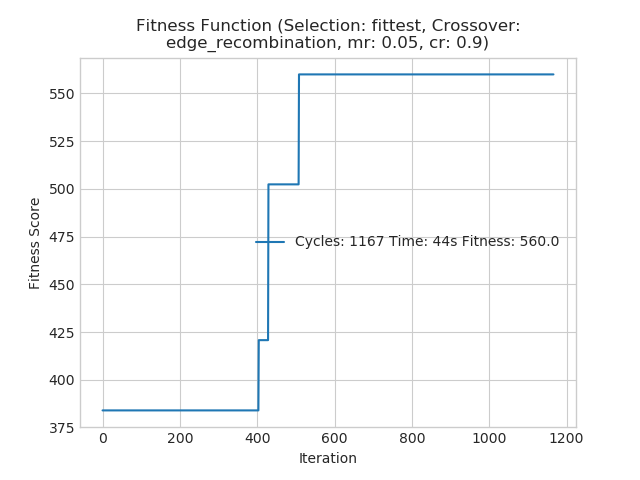 Fitness Function (Selection: fittest, Crossover:
edge_recombination, mr: 0.05, cr: 0.9)
Fitness Score
550
525
500
475
450
425
400
375
Cycles: 1167 Time: 44s Fitness: 560.0
0 200 400 600 800 1000 1200
Iteration